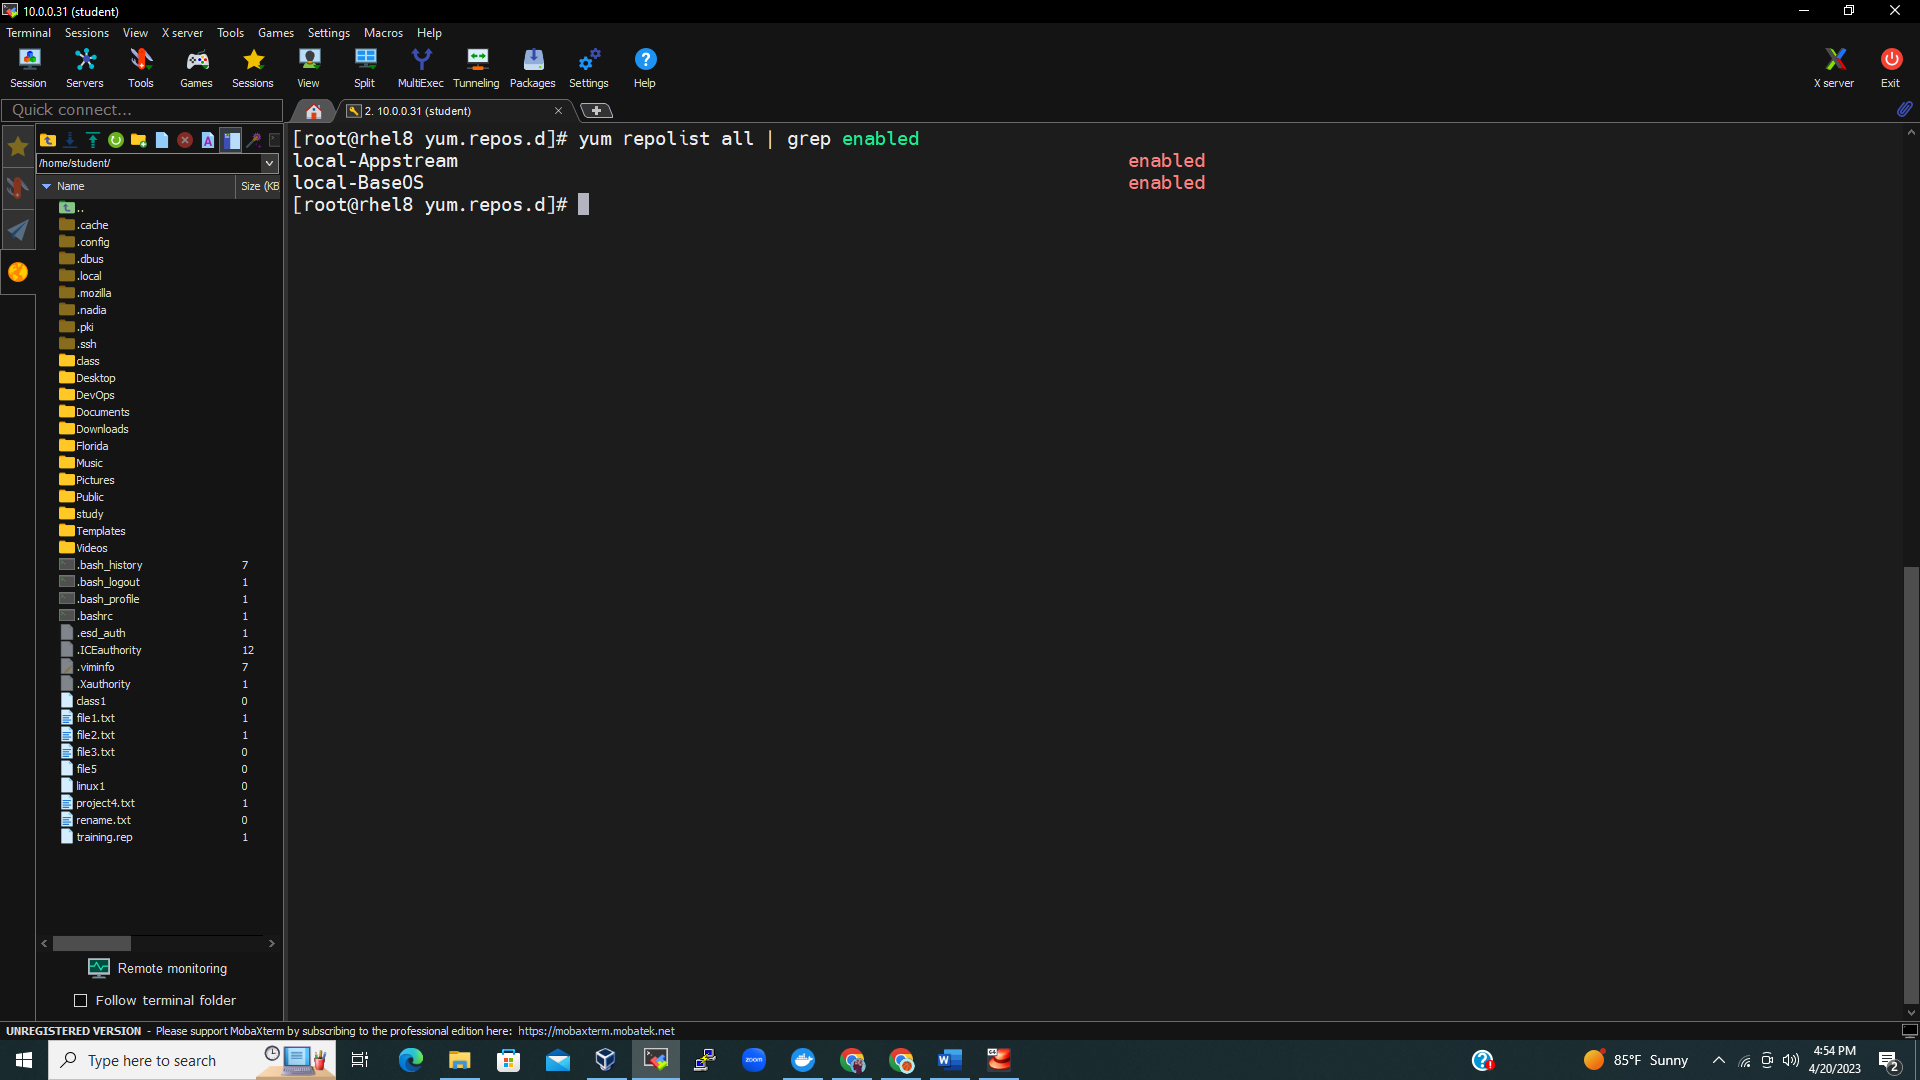 10.0.0.31 (student)
Terminal Sessions View X server Tools Games Settings Macros Help
Session Servers Tools Games Sessions View Split MultiExec Tunneling Packages Settings Help X server Exit
Quick connect...
2. 10.0.0.31 (student)
/home/student/
Name Size (KB
..
.cache
.config
.dbus
.local
.mozilla
.nadia
.pki
.ssh
class
Desktop
DevOps
Documents
Downloads
Florida
Music
Pictures
Public
study
Templates
Videos
.bash_history 7
.bash_logout 1
.bash_profile 1
.bashrc 1
.esd_auth 1
.ICEauthority 12
.viminfo 7
.Xauthority 1
class1 0
file1.txt 1
file2.txt 1
file3.txt 0
file5 0
linux1 0
project4.txt 1
rename.txt 0
training.rep 1
Remote monitoring
Follow terminal folder
[root@rhel8 yum.repos.d]# yum repolist all | grep enabled
local-Appstream enabled
local-BaseOS enabled
[root@rhel8 yum.repos.d]#
UNREGISTERED VERSION - Please support MobaXterm by subscribing to the professional edition here: https://mobaxterm.mobatek.net
Type here to search
zoom
85°F Sunny
4:54 PM
4/20/2023
2